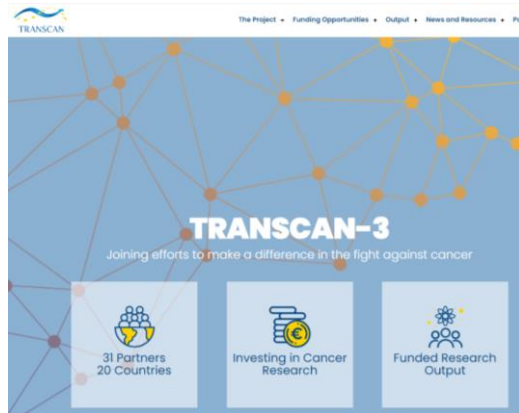 TRANSCAN
The Project Funding Opportunities Output News and Resources
TRANSCAN-3
Joining efforts to make a difference in the fight against cancer
31 Partners
20 Countries
Investing in Cancer
Research
Funded Research
Output